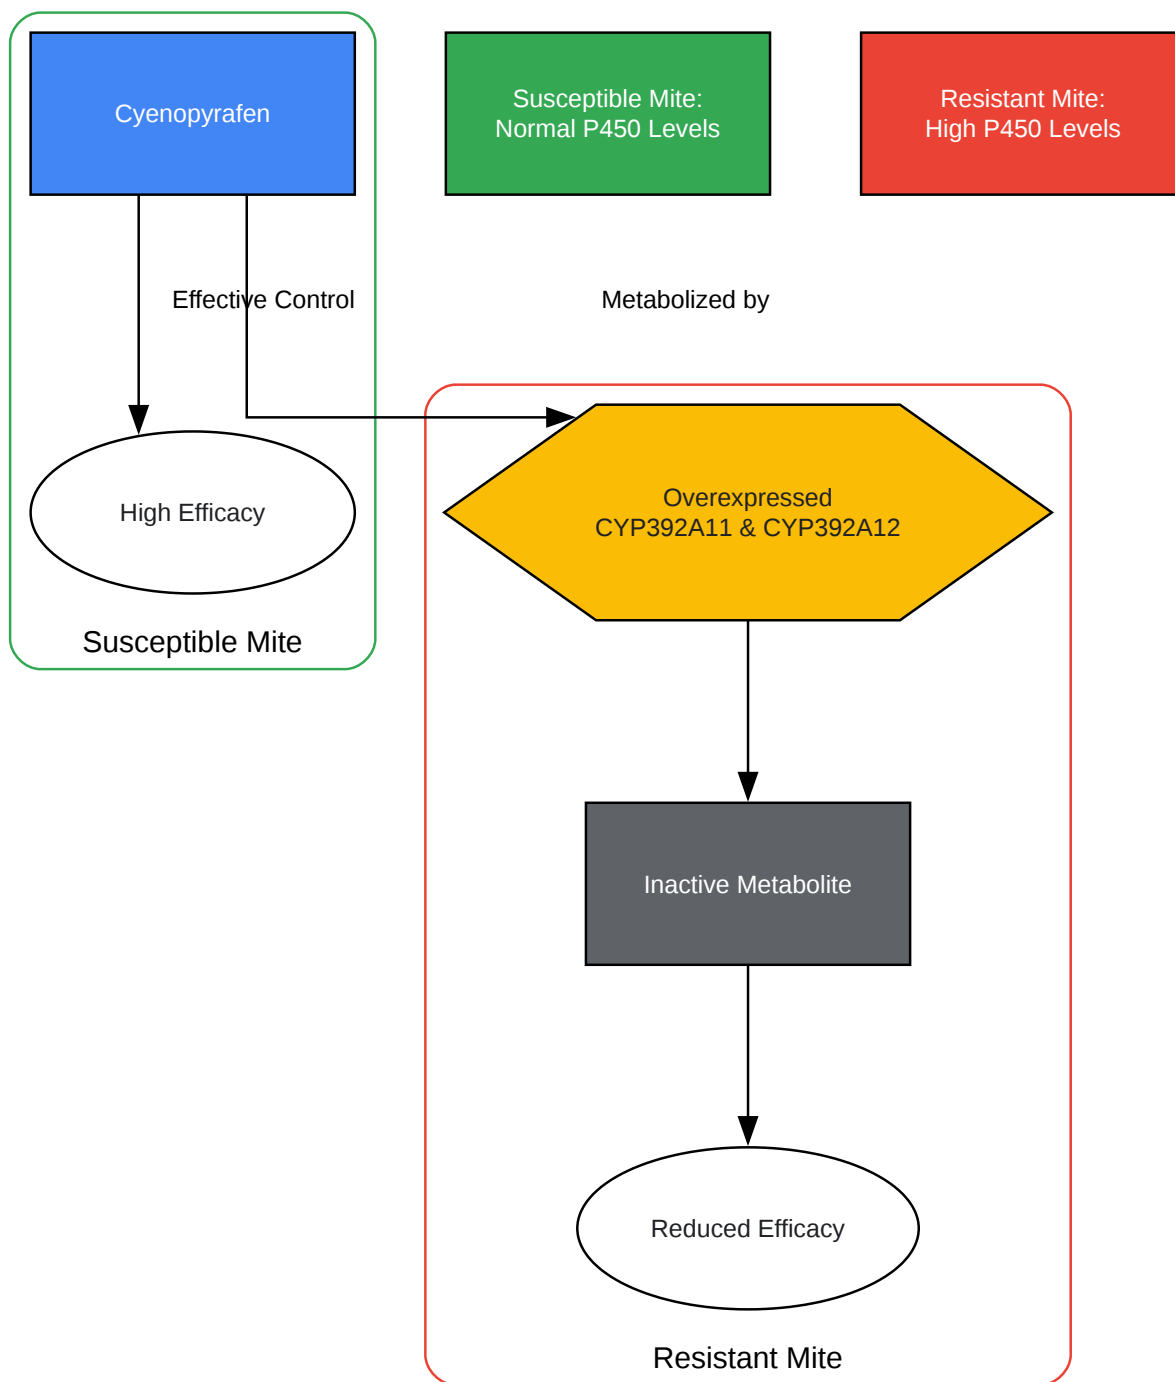 Cyenopyrafen
Susceptible Mite:
Normal P450 Levels
Resistant Mite:
High P450 Levels
Effective Control
Metabolized by
High Efficacy
Overexpressed
CYP392A11 & CYP392A12
Susceptible Mite
Inactive Metabolite
Reduced Efficacy
Resistant Mite